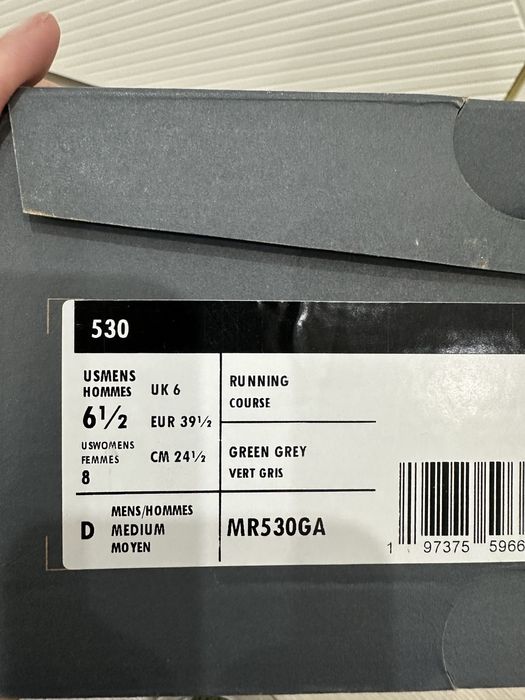 530
USMENS
HOMMES
6½
USWOMENS
FEMMES
8
UK 6
EUR 39½
CM 24½
RUNNING
COURSE
GREEN GREY
VERT GRIS
D
MENS/HOMMES
MEDIUM
MOYEN
MR530GA
1 97375 5966